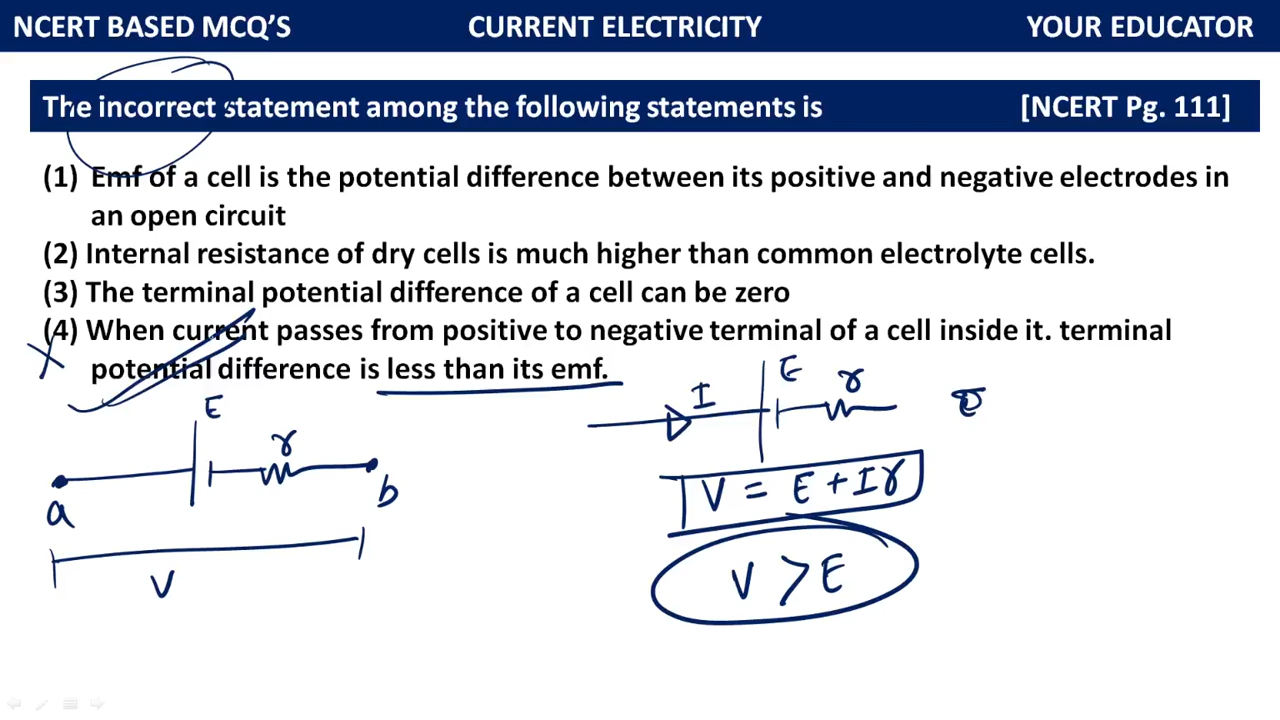 NCERT BASED MCQ'S CURRENT ELECTRICITY YOUR EDUCATOR
The incorrect statement among the following statements is [NCERT Pg. 111]
(1) Emf of a cell is the potential difference between its positive and negative electrodes in
an open circuit
(2) Internal resistance of dry cells is much higher than common electrolyte cells.
(3) The terminal potential difference of a cell can be zero
(4) When current passes from positive to negative terminal of a cell inside it. terminal
potential difference is less than its emf.
E r
a b
V
I E r
V = E + Ir
V > E